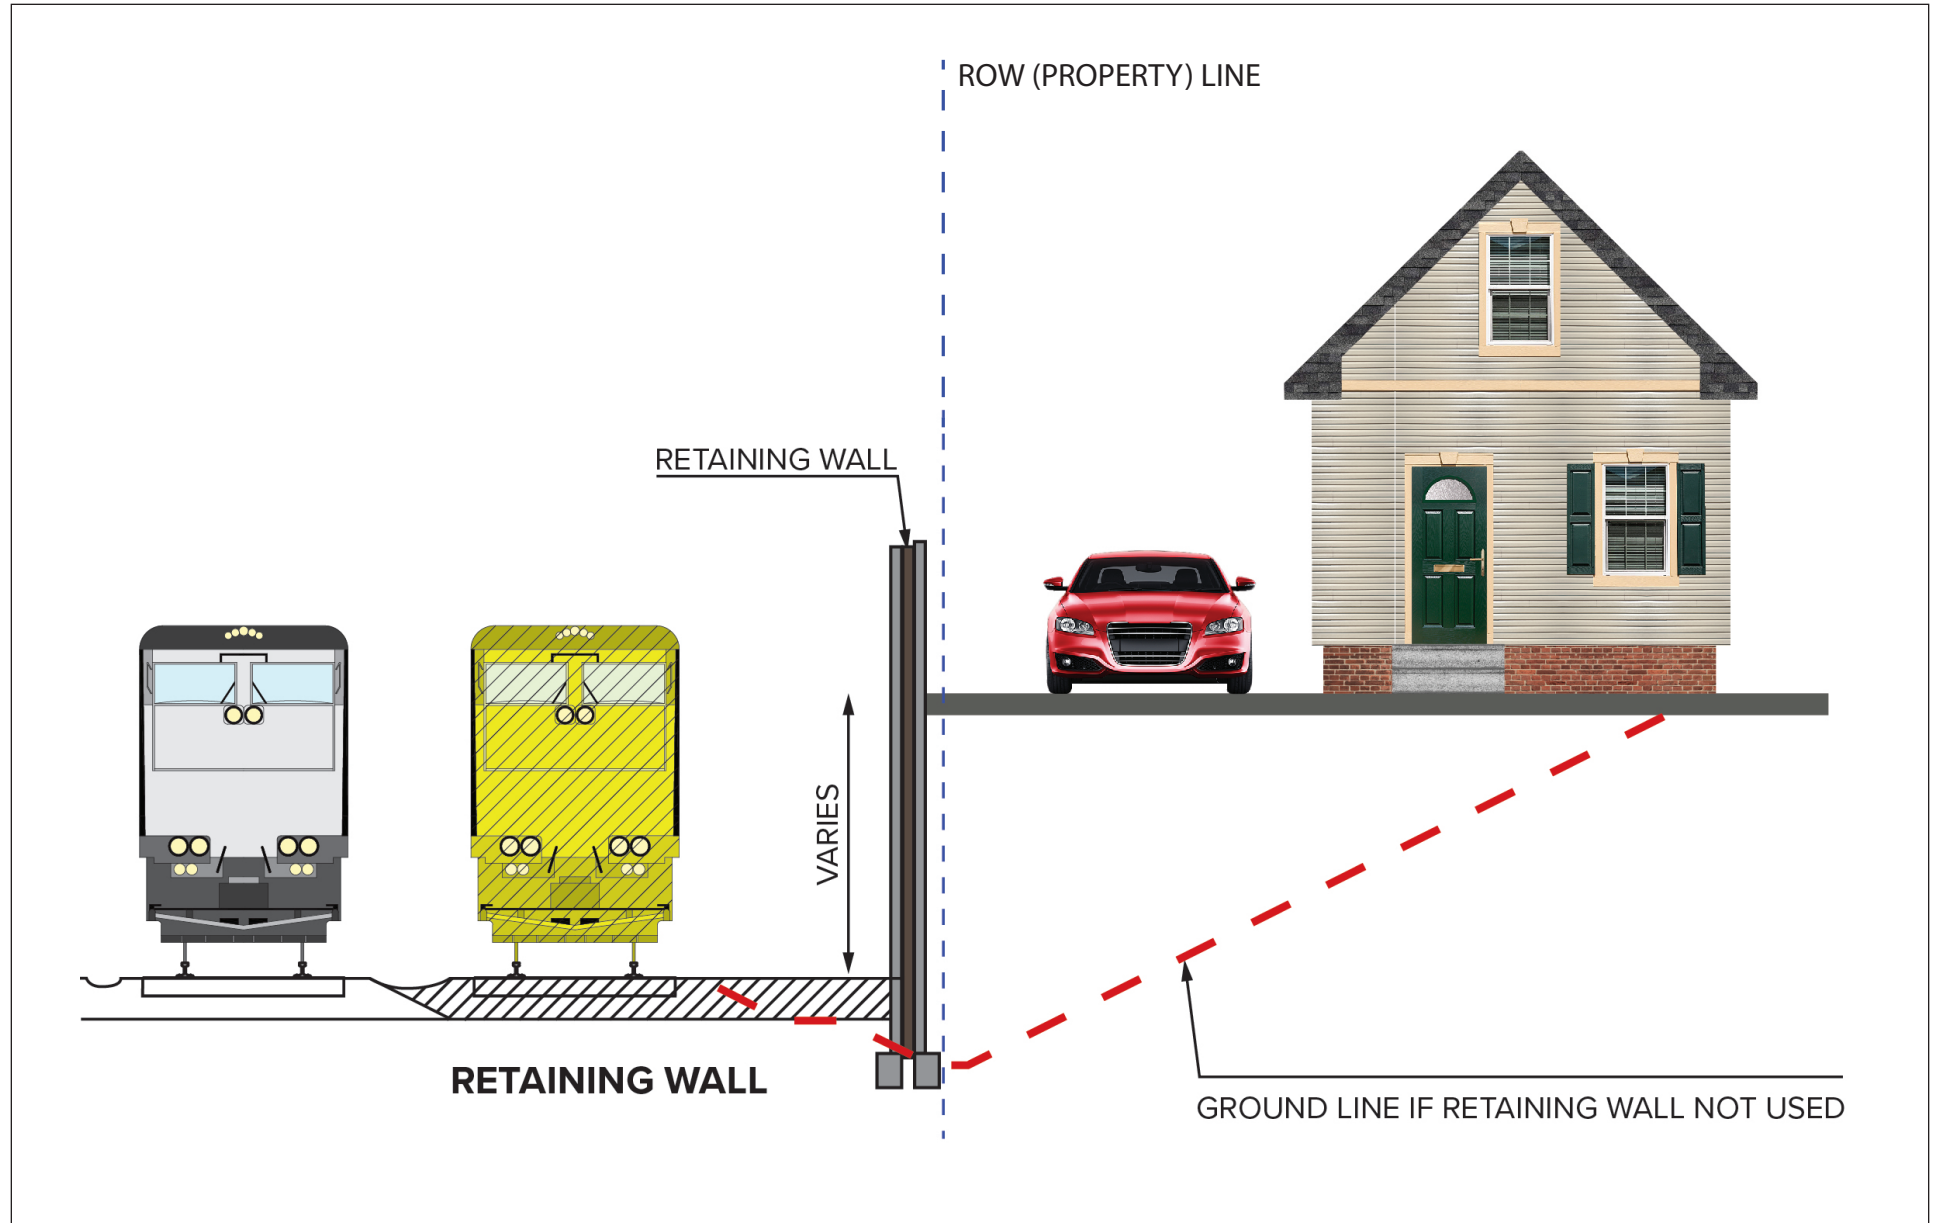 ROW (PROPERTY) LINE
RETAINING WALL
VARIES
RETAINING WALL
GROUND LINE IF RETAINING WALL NOT USED